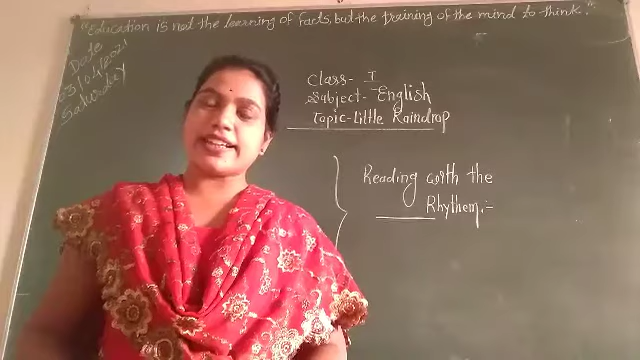 "Education is not the learning of facts, but the training of the mind to think."
Date
03/04/2021
Saturday
Class- I
Subject- English
Topic-Little Raindrop
Reading with the
Rhythem:-